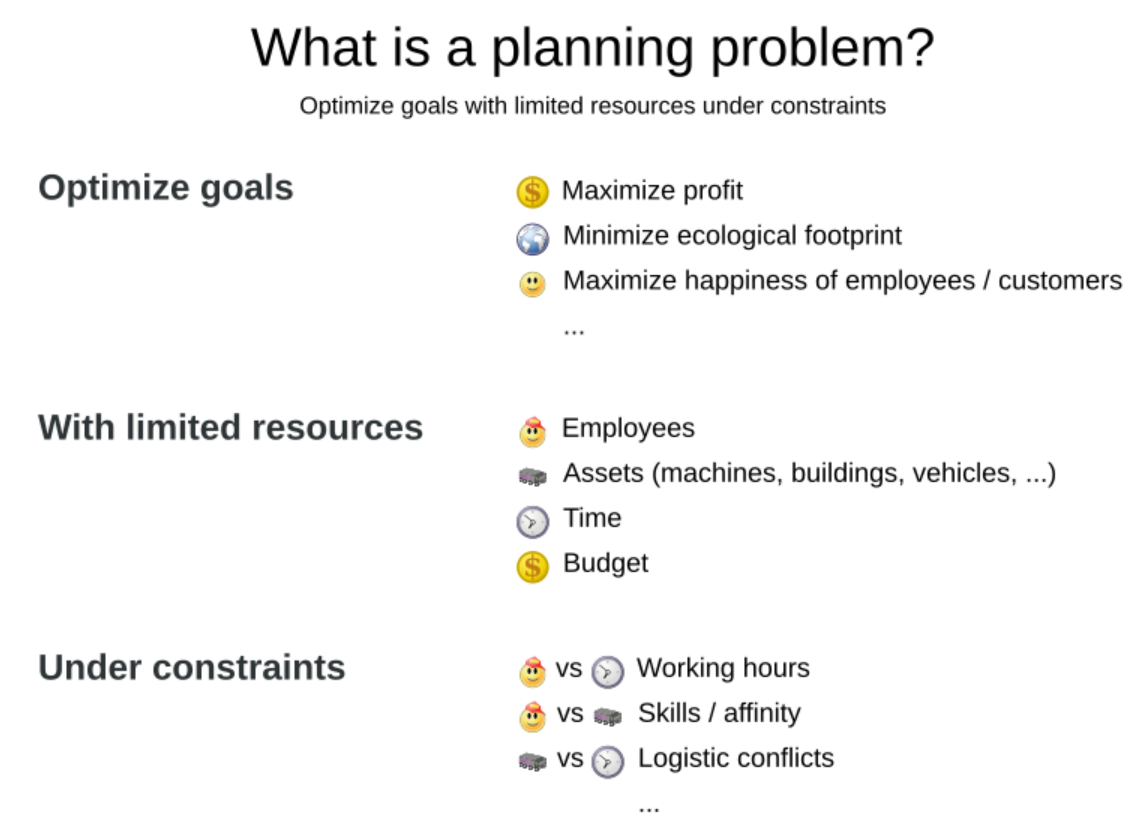 What is a planning problem?
Optimize goals with limited resources under constraints
Optimize goals
Maximize profit
Minimize ecological footprint
Maximize happiness of employees / customers
...
With limited resources
Employees
Assets (machines, buildings, vehicles, ...)
Time
Budget
Under constraints
vs Working hours
vs Skills / affinity
vs Logistic conflicts
...